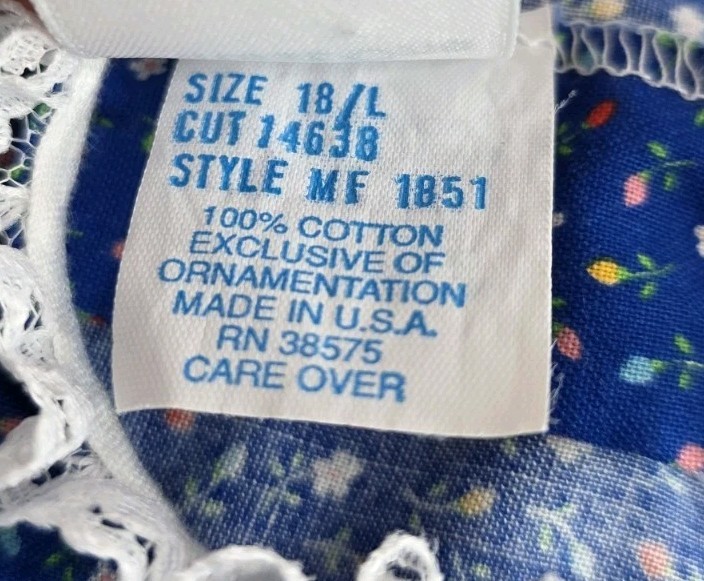 SIZE 18/L
CUT 14638
STYLE MF 1851
100% COTTON
EXCLUSIVE OF
ORNAMENTATION
MADE IN U.S.A.
RN 38575
CARE OVER